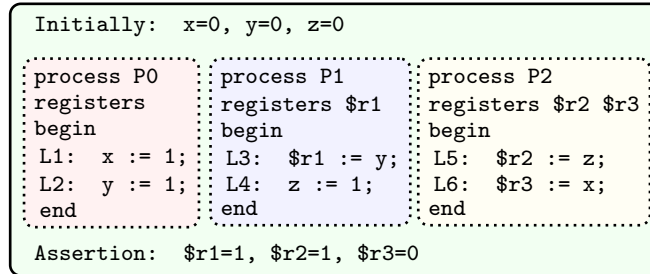 Initially: x=0, y=0, z=0
process P0
registers
begin
L1: x := 1;
L2: y := 1;
end
process P1
registers $r1
begin
L3: $r1 := y;
L4: z := 1;
end
process P2
registers $r2 $r3
begin
L5: $r2 := z;
L6: $r3 := x;
end
Assertion: $r1=1, $r2=1, $r3=0